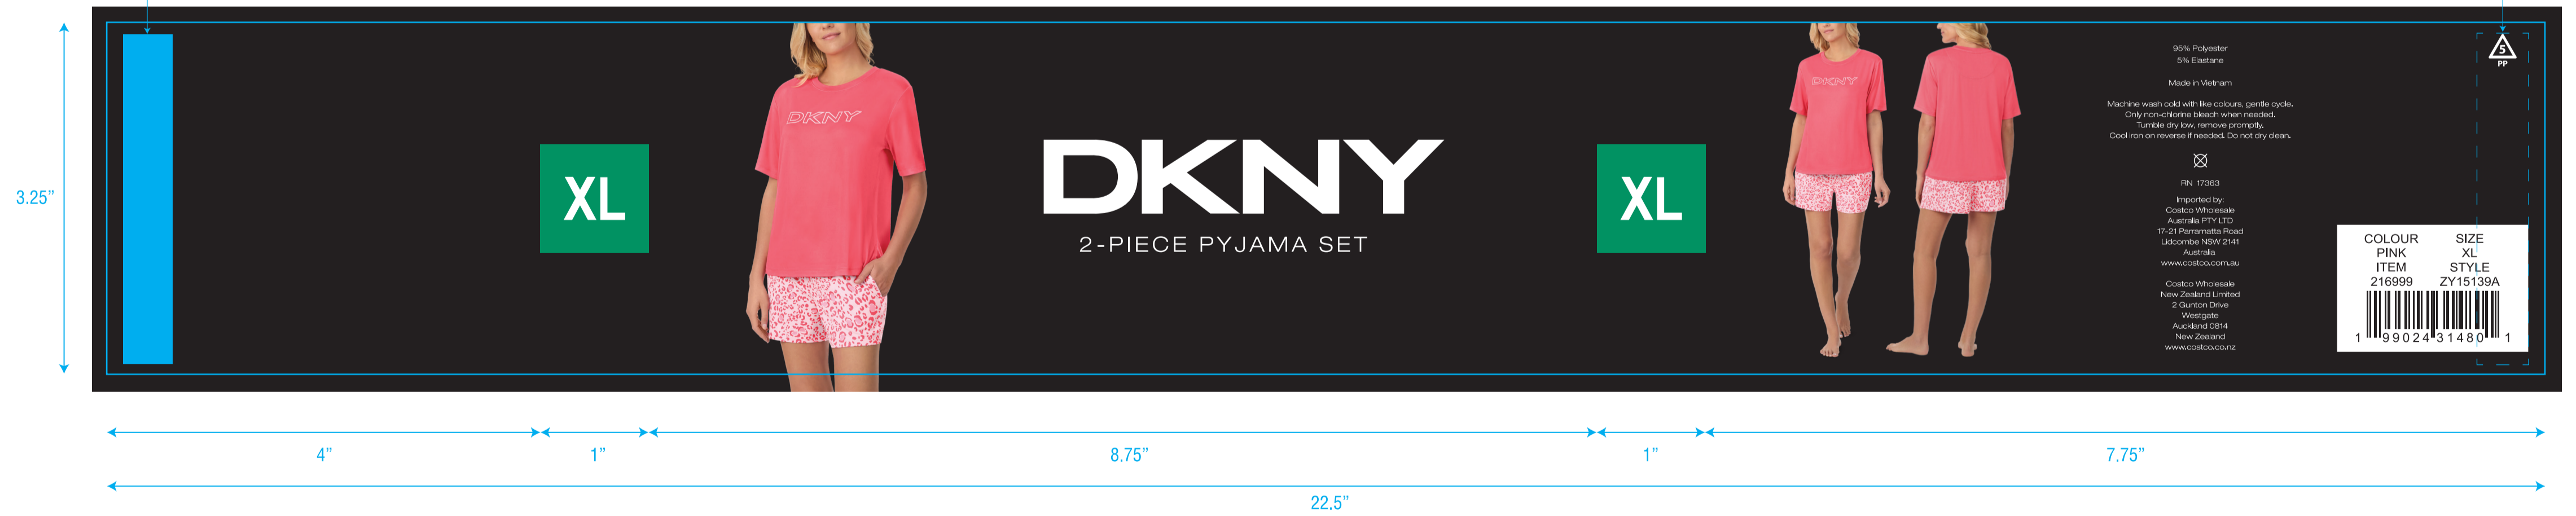 3.25”
XL
DKNY
DKNY
2-PIECE PYJAMA SET
XL
DKNY
95% Polyester
5% Elastane
Made in Vietnam
Machine wash cold with like colours, gentle cycle.
Only non-chlorine bleach when needed.
Tumble dry low, remove promptly.
Cool iron on reverse if needed. Do not dry clean.
RN 17363
Imported by:
Costco Wholesale
Australia PTY LTD
17-21 Parramatta Road
Lidcombe NSW 2141
Australia
www.costco.com.au
Costco Wholesale
New Zealand Limited
2 Gunton Drive
Westgate
Auckland 0814
New Zealand
www.costco.co.nz
5
PP
COLOUR SIZE
PINK XL
ITEM STYLE
216999 ZY15139A
1 99024 31480 1
4” 1” 8.75” 1” 7.75”
22.5”